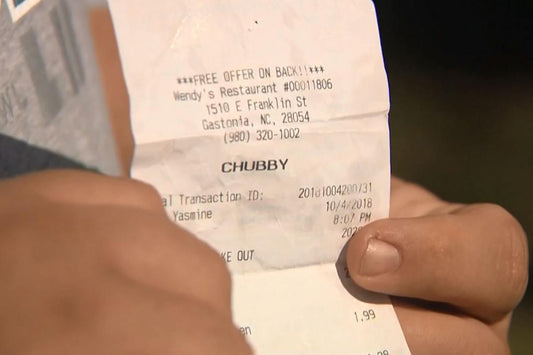 ***FREE OFFER ON BACK!!***
Wendy's Restaurant #00011806
1510 E Franklin St
Gastonia, NC, 28054
(980) 320-1002
CHUBBY
al Transaction ID:
Yasmine 10/4/2018
8:07 PM
KE OUT
en 1.99